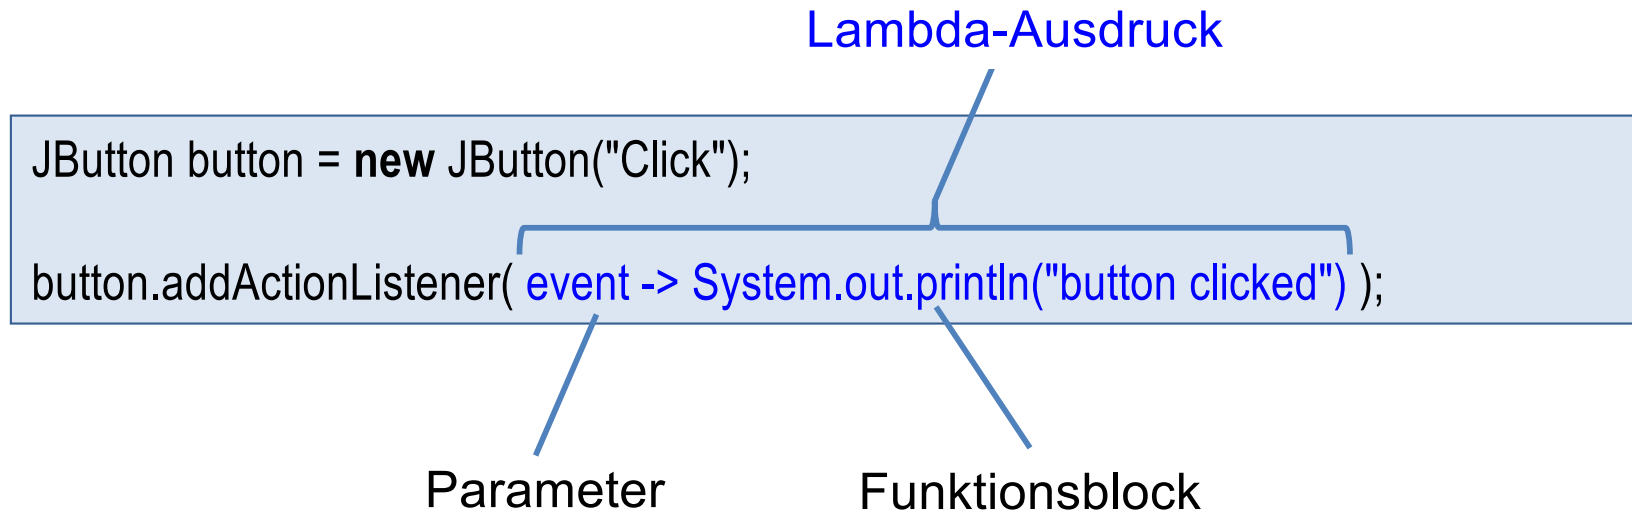 Lambda-Ausdruck
JButton button = new JButton("Click");
button.addActionListener( event -> System.out.println("button clicked") );
Parameter
Funktionsblock